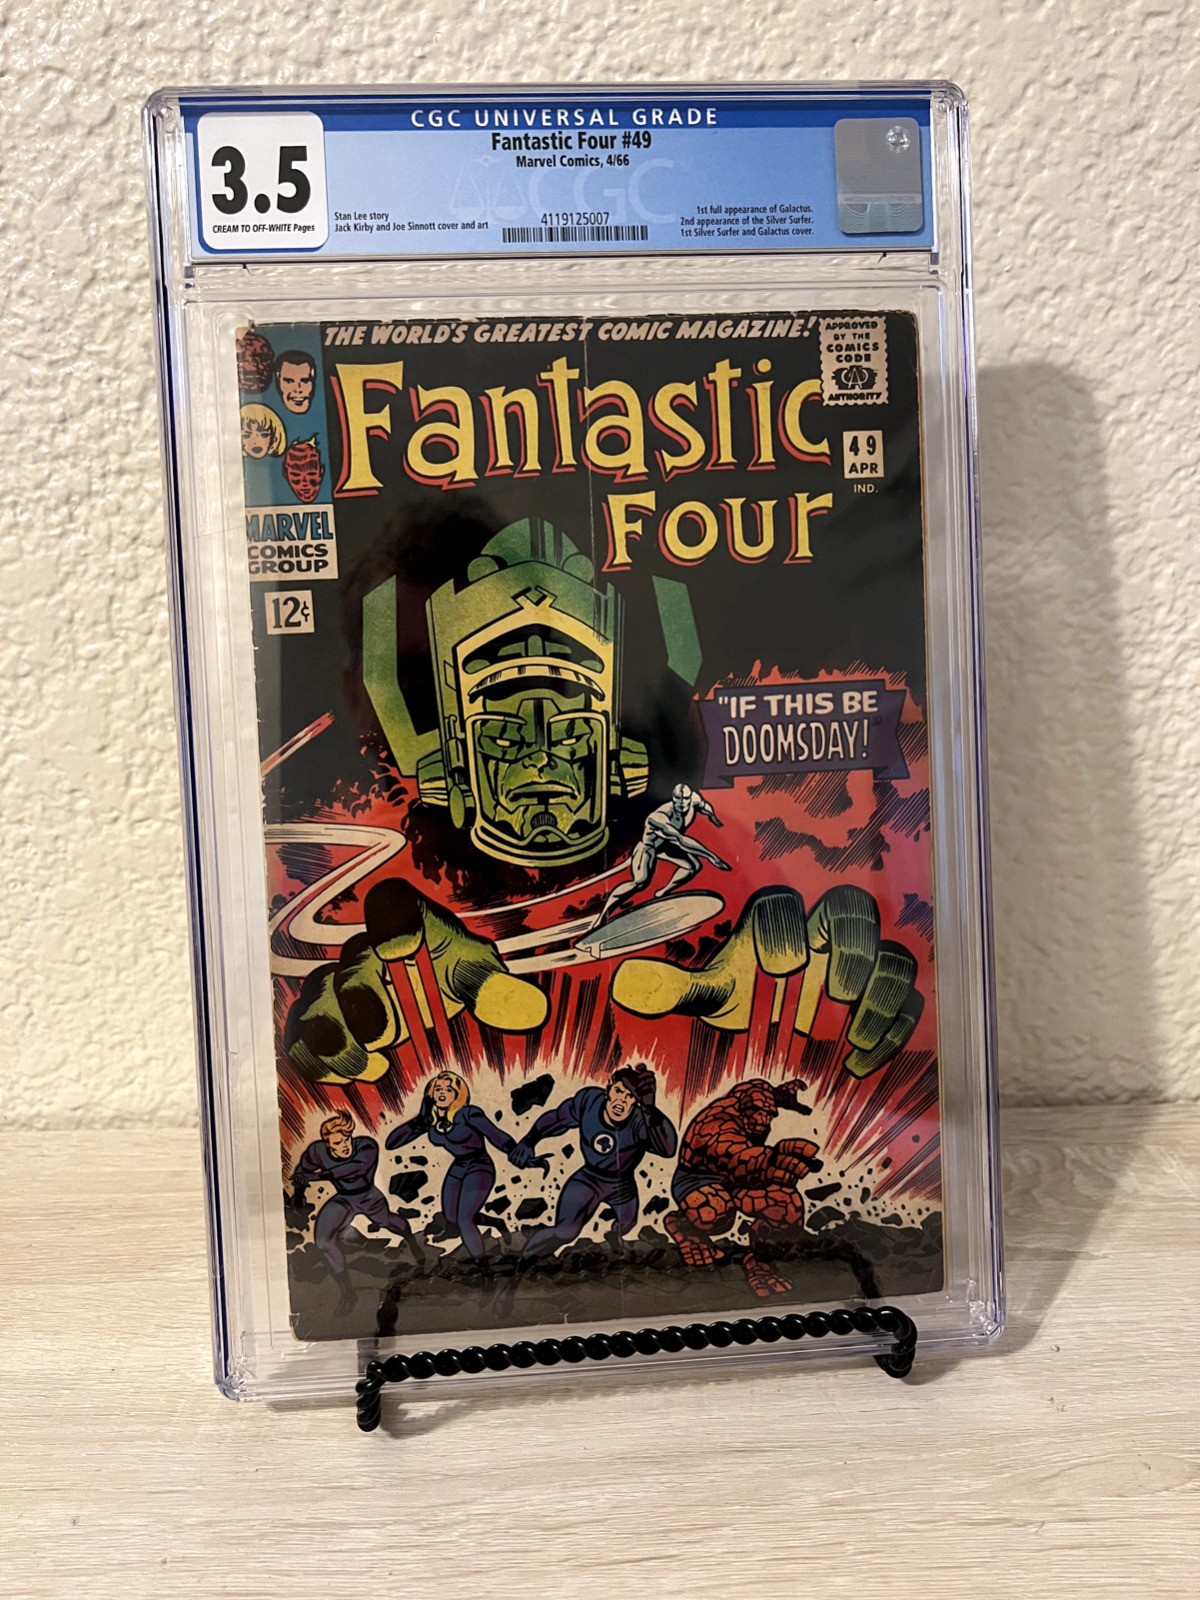 CGC UNIVERSAL GRADE
Fantastic Four #49
Marvel Comics, 4/66
3.5
CREAM TO OFF-WHITE Pages
Stan Lee story
Jack Kirby and Joe Sinnott cover and art
4119125007
1st full appearance of Galactus.
2nd appearance of the Silver Surfer.
1st Silver Surfer and Galactus cover.
CGC
THE WORLD'S GREATEST COMIC MAGAZINE!
APPROVED
BY THE
COMICS
CODE
CA
AUTHORITY
Fantastic
Four
49
APR
IND.
MARVEL
COMICS
GROUP
12¢
"IF THIS BE
DOOMSDAY!"
4